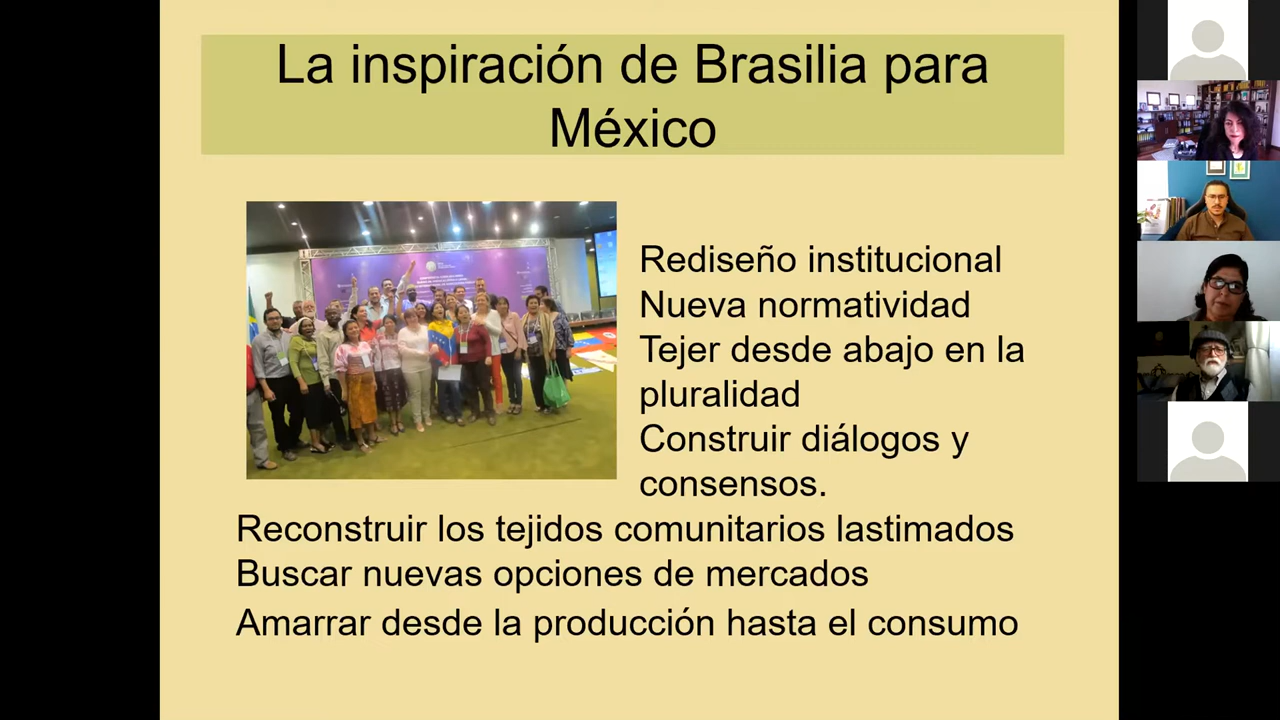 La inspiración de Brasilia para
México
Rediseño institucional
Nueva normatividad
Tejer desde abajo en la
pluralidad
Construir diálogos y
consensos.
Reconstruir los tejidos comunitarios lastimados
Buscar nuevas opciones de mercados
Amarrar desde la producción hasta el consumo